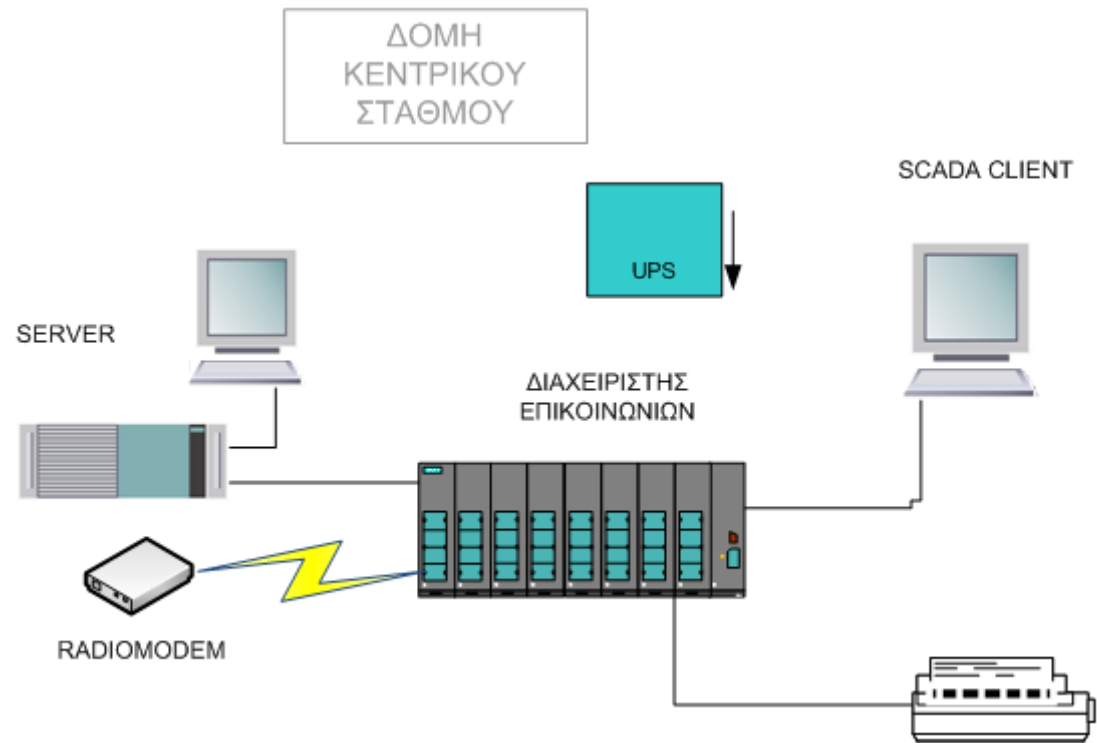 ΔΟΜΗ
ΚΕΝΤΡΙΚΟΥ
ΣΤΑΘΜΟΥ
SCADA CLIENT
UPS
SERVER
ΔΙΑΧΕΙΡΙΣΤΗΣ
ΕΠΙΚΟΙΝΩΝΙΩΝ
RADIOMODEM